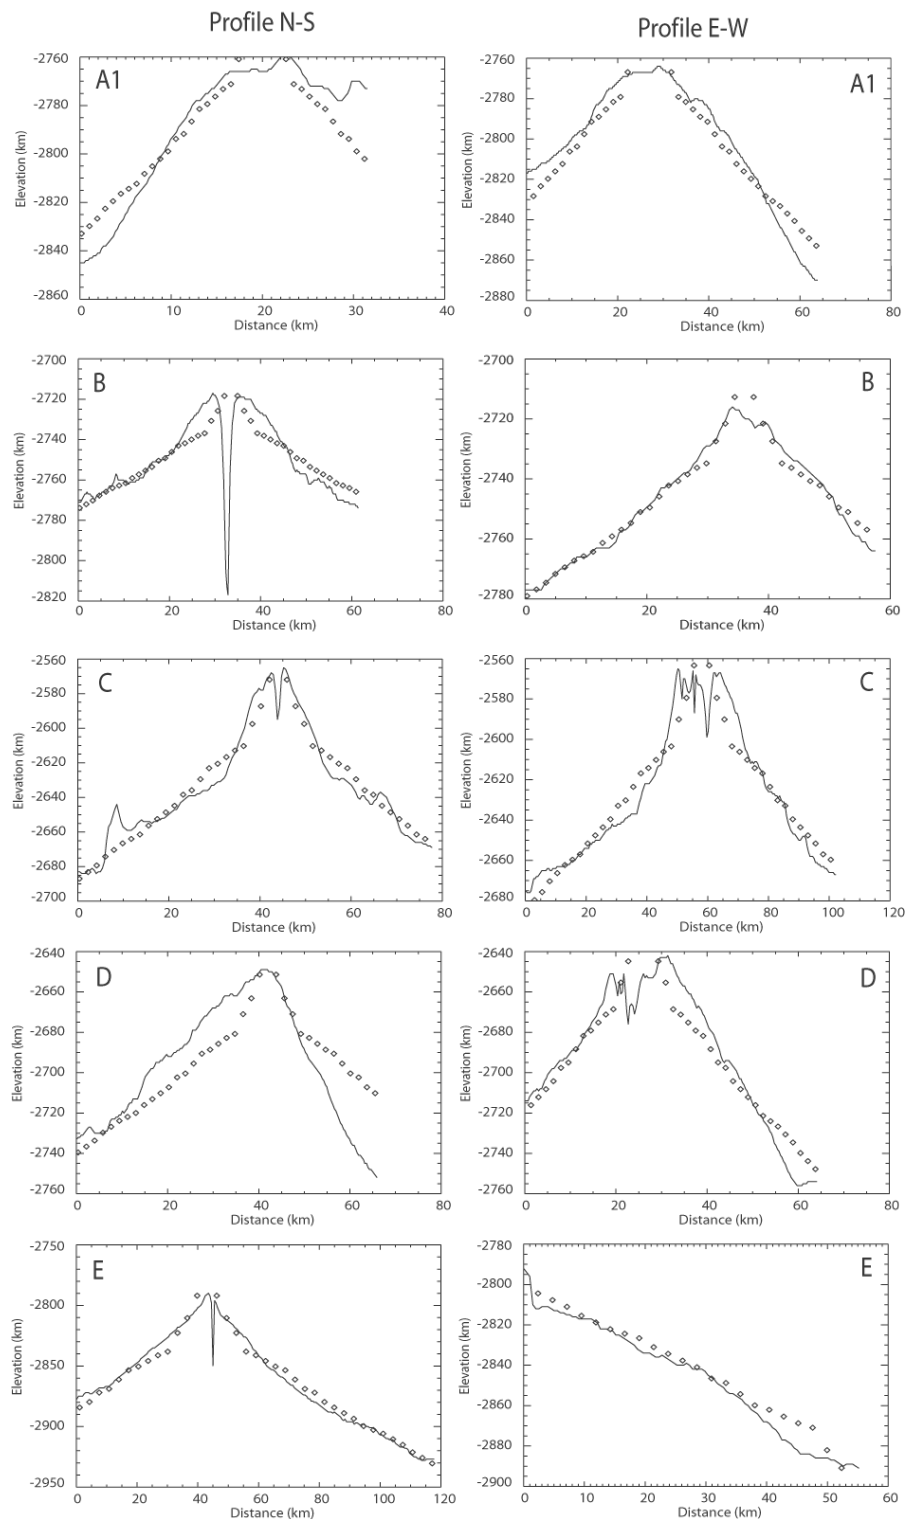 Profile N-S
Profile E-W
A1
-2760
-2780
-2800
-2820
-2840
-2860
Elevation (km)
0 10 20 30 40
Distance (km)
A1
-2760
-2780
-2800
-2820
-2840
-2860
-2880
Elevation (km)
0 20 40 60 80
Distance (km)
B
-2700
-2720
-2740
-2760
-2780
-2800
-2820
Elevation (km)
0 20 40 60 80
Distance (km)
B
-2700
-2720
-2740
-2760
-2780
Elevation (km)
0 20 40 60
Distance (km)
C
-2560
-2580
-2600
-2620
-2640
-2660
-2680
-2700
Elevation (km)
0 20 40 60 80
Distance (km)
C
-2560
-2580
-2600
-2620
-2640
-2660
-2680
Elevation (km)
0 20 40 60 80 100 120
Distance (km)
D
-2640
-2660
-2680
-2700
-2720
-2740
-2760
Elevation (km)
0 20 40 60 80
Distance (km)
D
-2640
-2660
-2680
-2700
-2720
-2740
-2760
Elevation (km)
0 20 40 60 80
Distance (km)
E
-2750
-2800
-2850
-2900
-2950
Elevation (km)
0 20 40 60 80 100 120
Distance (km)
E
-2780
-2800
-2820
-2840
-2860
-2880
-2900
Elevation (km)
0 10 20 30 40 50 60
Distance (km)